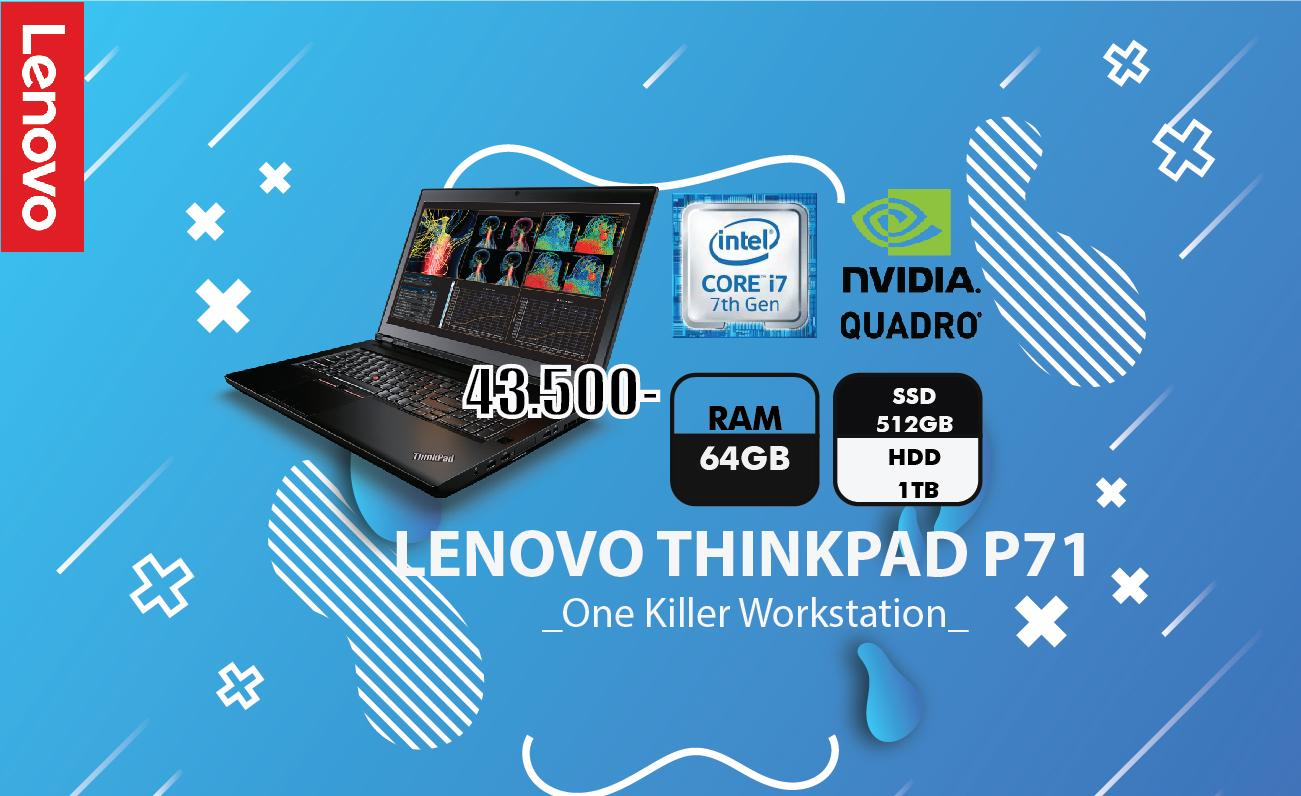 Lenovo
intel
CORE™ i7
7th Gen
NVIDIA.
QUADRO®
43.500-
RAM
64GB
SSD
512GB
HDD
1TB
ThinkPad
LENOVO THINKPAD P71
_One Killer Workstation_